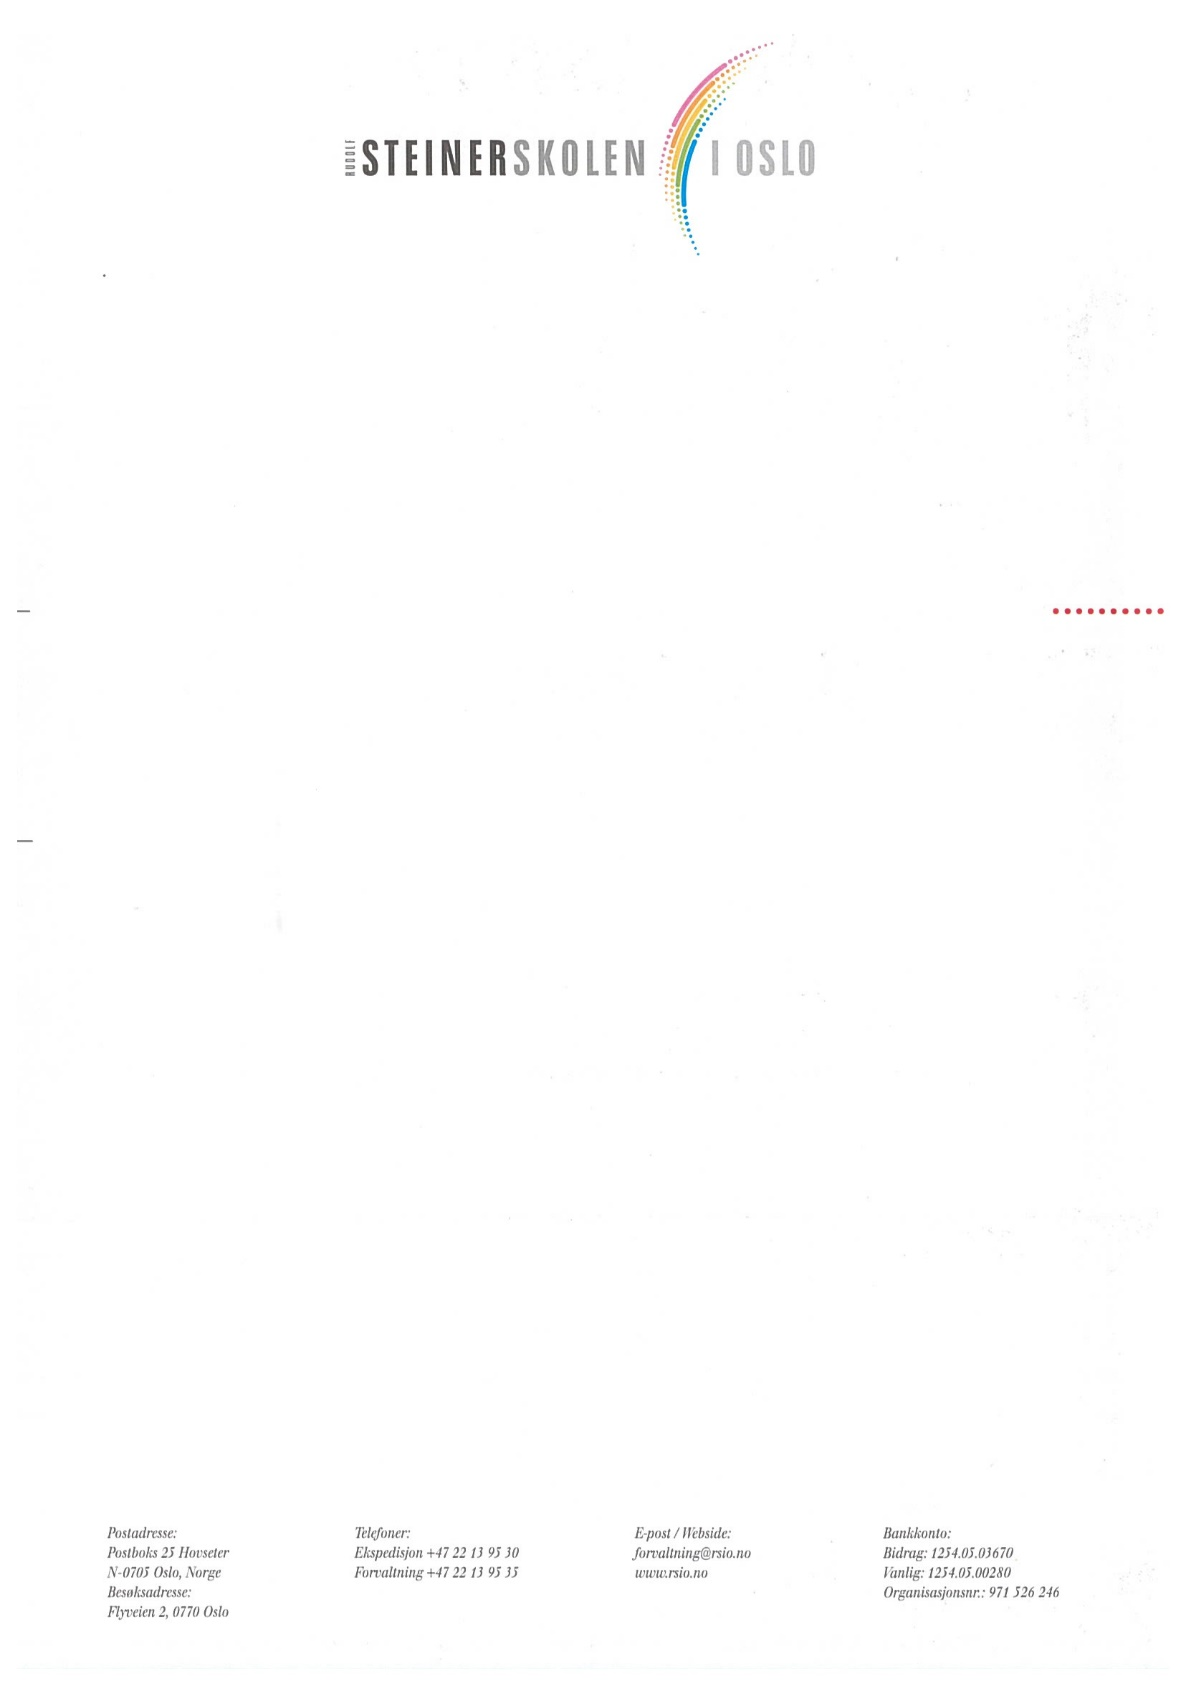 RUDOLF STEINERSKOLEN I OSLO
Postadresse:
Postboks 25 Hovseter
N-0705 Oslo, Norge
Besøksadresse:
Flyveien 2, 0770 Oslo
Telefoner:
Ekspedisjon +47 22 13 95 30
Forvaltning +47 22 13 95 35
E-post / Webside:
forvaltning@rsio.no
www.rsio.no
Bankkonto:
Bidrag: 1254.05.03670
Vanlig: 1254.05.00280
Organisasjonsnr.: 971 526 246